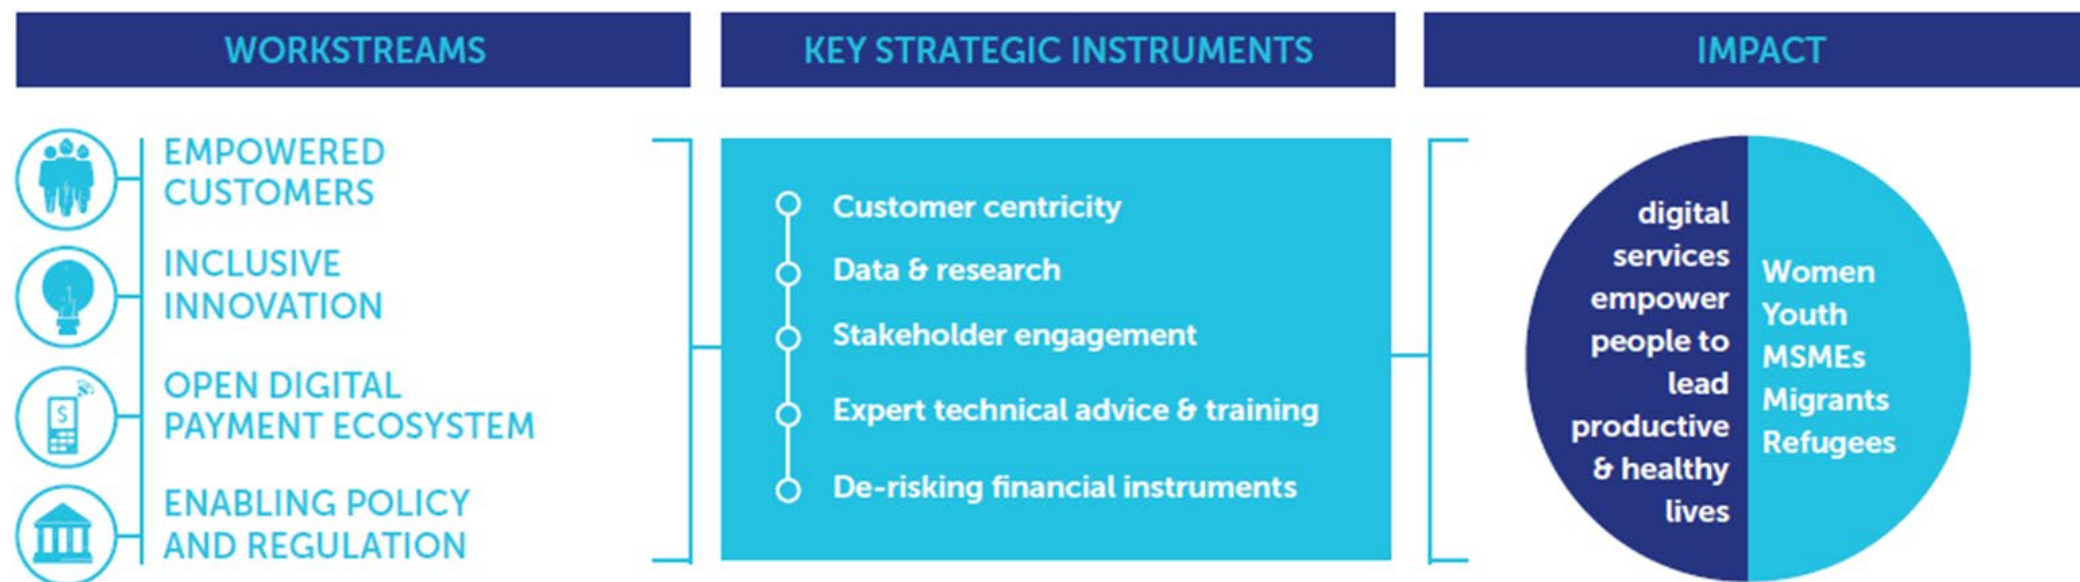 WORKSTREAMS
KEY STRATEGIC INSTRUMENTS
IMPACT
EMPOWERED
CUSTOMERS
INCLUSIVE
INNOVATION
$
OPEN DIGITAL
PAYMENT ECOSYSTEM
ENABLING POLICY
AND REGULATION
Customer centricity
Data & research
Stakeholder engagement
Expert technical advice & training
De-risking financial instruments
digital
services
empower
people to
lead
productive
& healthy
lives
Women
Youth
MSMEs
Migrants
Refugees